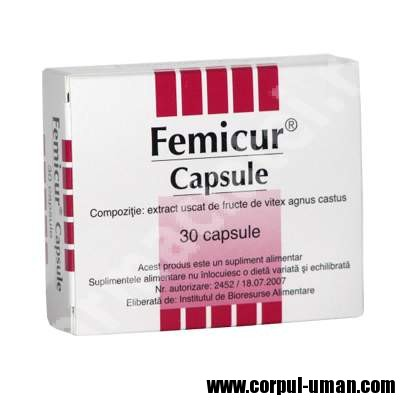 Femicur®
Capsule
Compoziţie: extract uscat de fructe de vitex agnus castus
30 capsule
Acest produs este un supliment alimentar
Suplimentele alimentare nu înlocuiesc o dietă variată şi echilibrată
Nr. autorizare: 2452 / 18.07.2007
Eliberată de: Institutul de Bioresurse Alimentare
Femicur® Capsule
30 capsule
www.corpul-uman.com